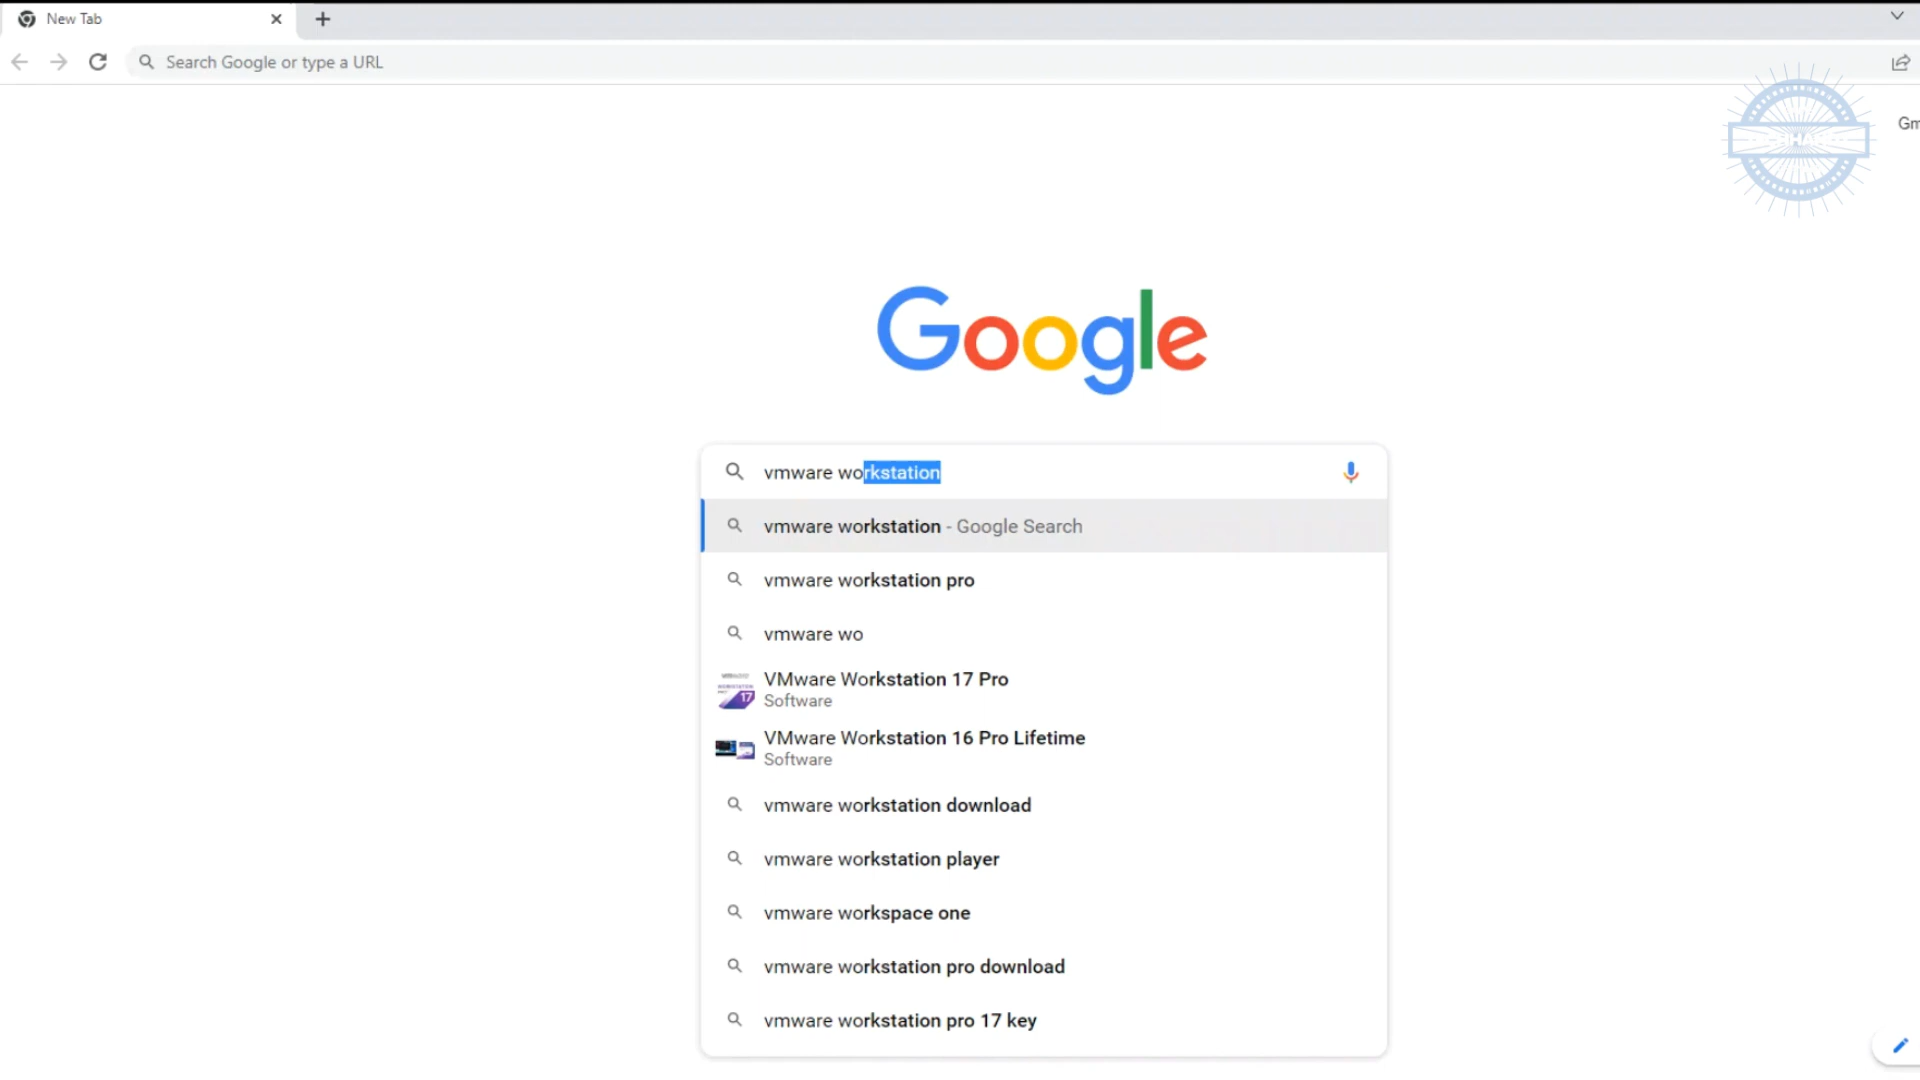 New Tab
Search Google or type a URL
Gm
Google
vmware workstation
vmware workstation - Google Search
vmware workstation pro
vmware wo
VMware Workstation 17 Pro
Software
VMware Workstation 16 Pro Lifetime
Software
vmware workstation download
vmware workstation player
vmware workspace one
vmware workstation pro download
vmware workstation pro 17 key